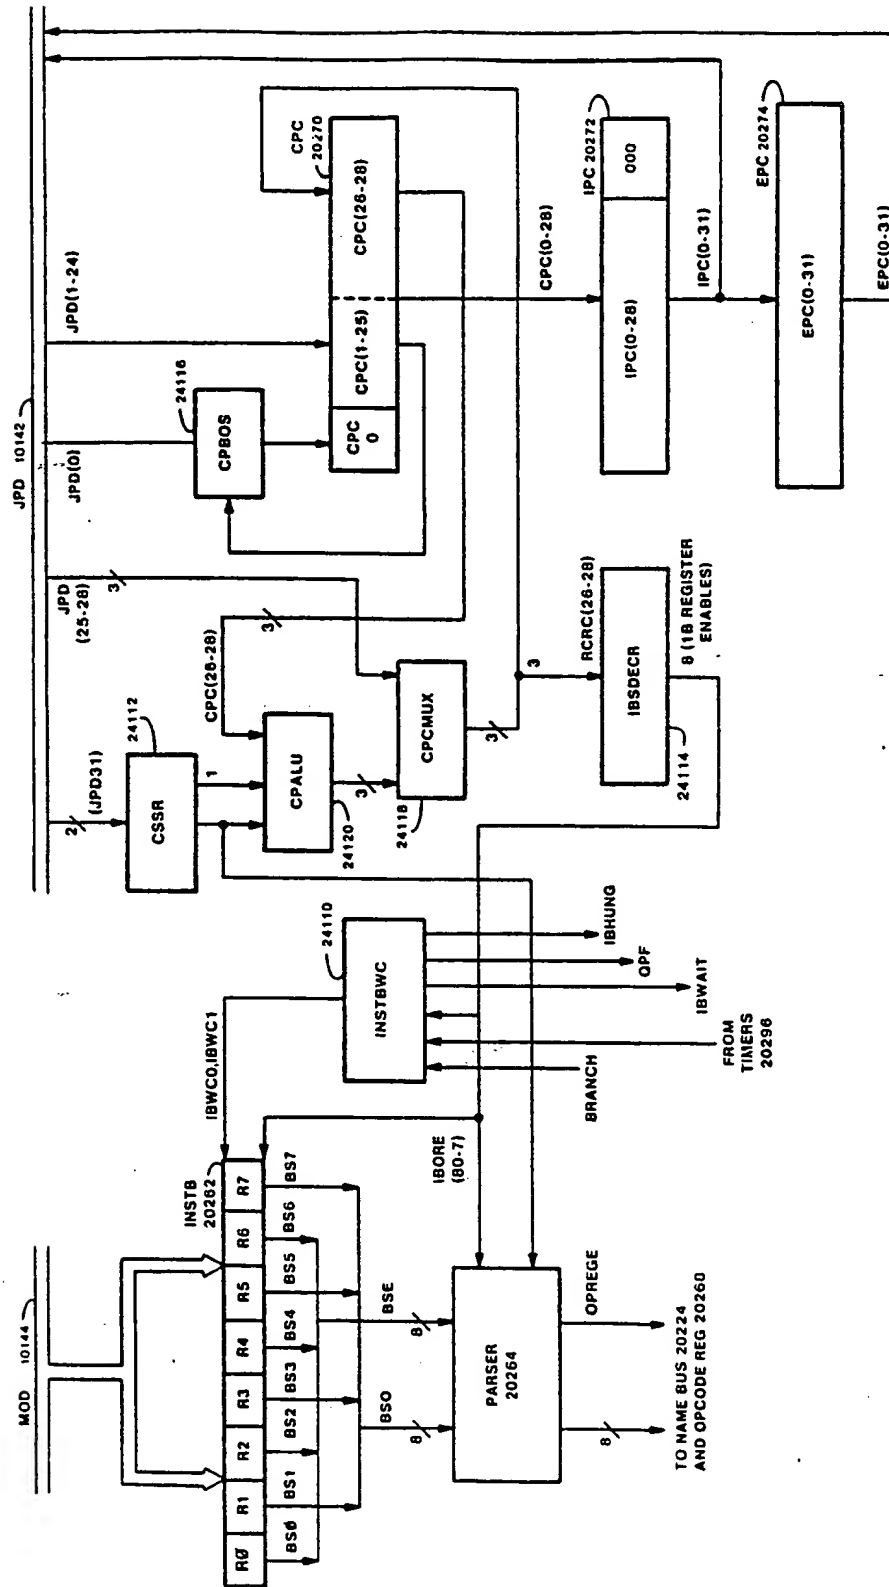 MOD 10144
JPD 10142
INSTB
20262
R0
R1
R2
R3
R4
R5
R6
R7
BS0
BS1
BS2
BS3
BS4
BS5
BS6
BS7
BSO
BSE
8
8
PARSER
20264
OPREGE
8
TO NAME BUS 20224
AND OPCODE REG 20260
IBWC0,IBWC1
INSTBWC
24110
IBORE
(80-7)
BRANCH
FROM
TIMERS
20296
IBWAIT
QPF
IBHUNG
2
(JPD31)
CSSR
24112
1
CPALU
24120
CPC(26-28)
3
3
JPD
(25-28)
3
CPCMUX
24118
3
3
RCRC(26-28)
IBSDECR
24114
8 (1B REGISTER
ENABLES)
JPD(0)
CPBOS
24116
JPD(1-24)
CPC
20270
CPC
0
CPC(1-25)
CPC(26-28)
CPC(0-28)
IPC 20272
IPC(0-28)
000
IPC(0-31)
EPC 20274
EPC(0-31)
EPC(0-31)